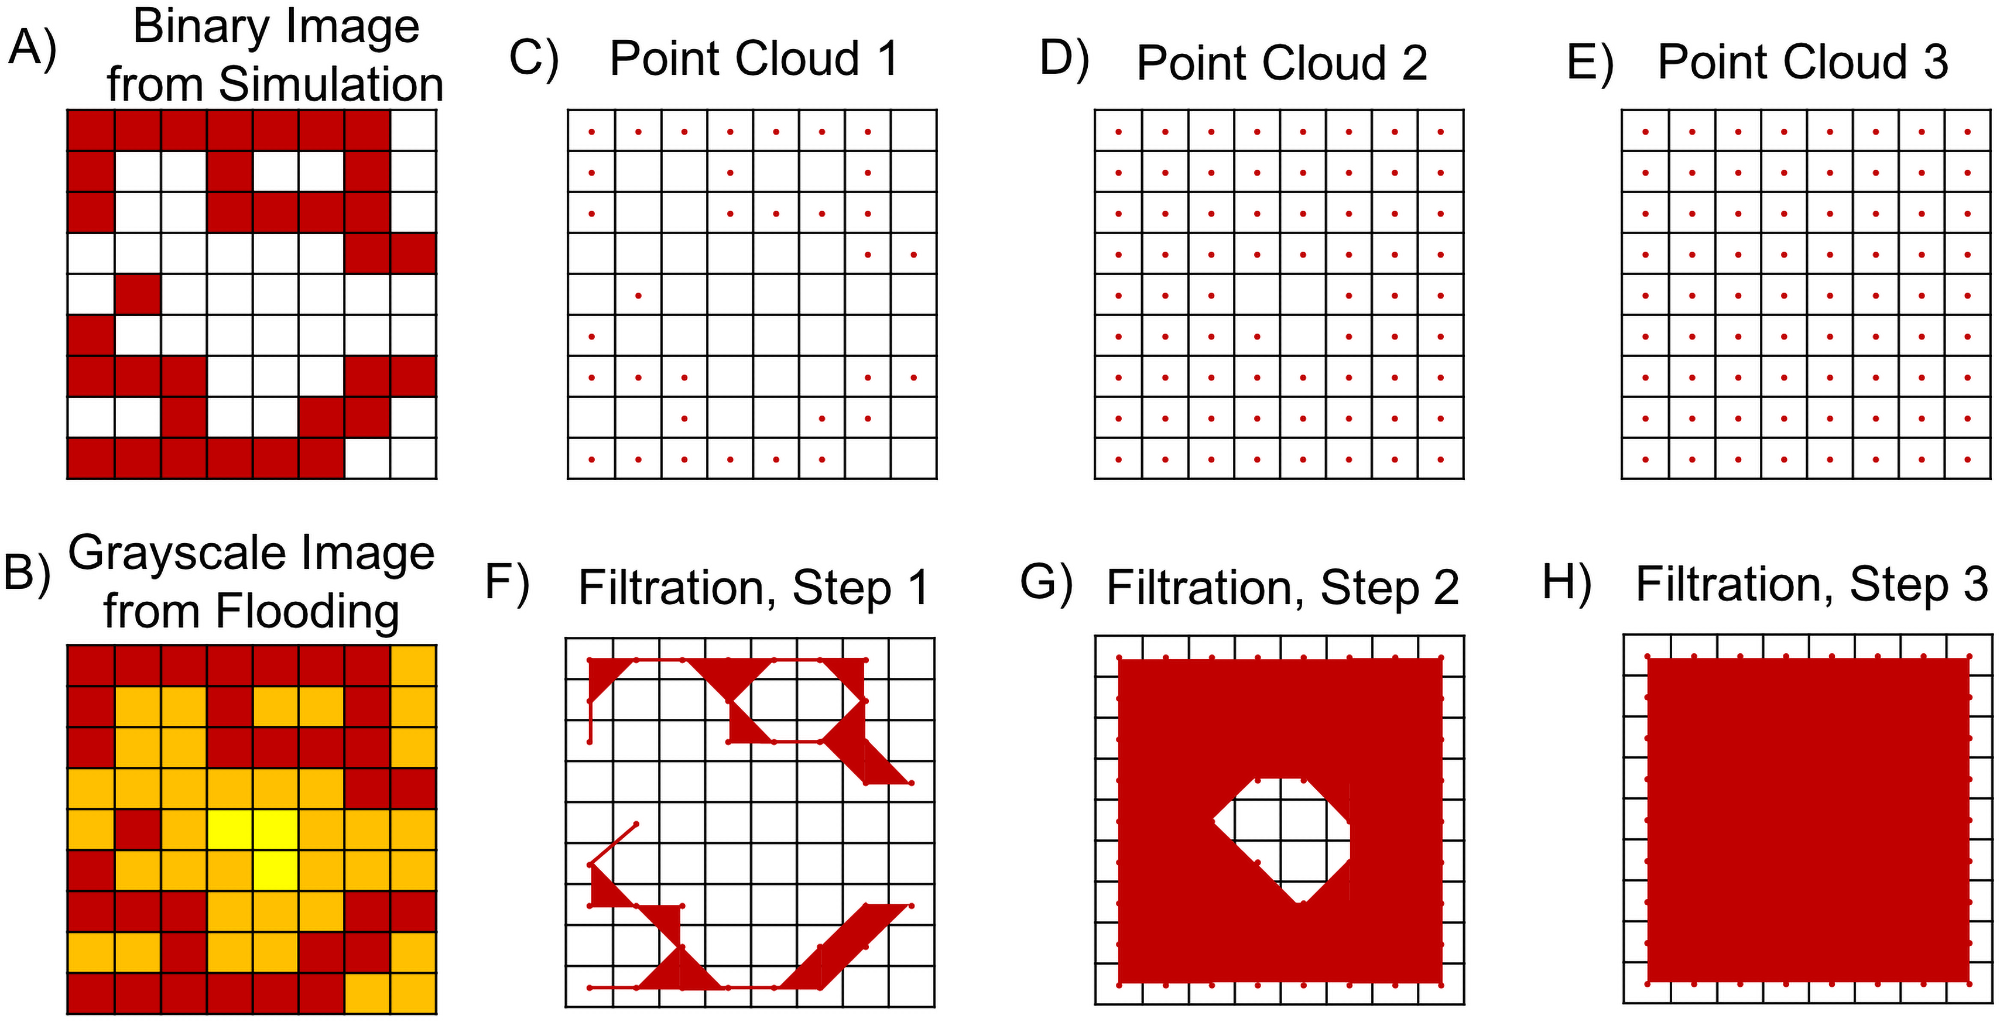 A)
Binary Image
from Simulation
C)
Point Cloud 1
D)
Point Cloud 2
E)
Point Cloud 3
B)
Grayscale Image
from Flooding
F)
Filtration, Step 1
G)
Filtration, Step 2
H)
Filtration, Step 3